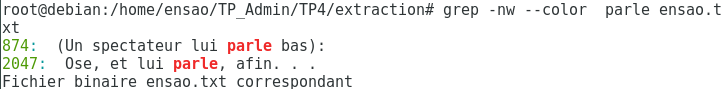 root@debian:/home/ensao/TP_Admin/TP4/extraction# grep -nw --color  parle ensao.t
xt
874:  (Un spectateur lui parle bas):
2047:  Ose, et lui parle, afin. . .
Fichier binaire ensao.txt correspondant